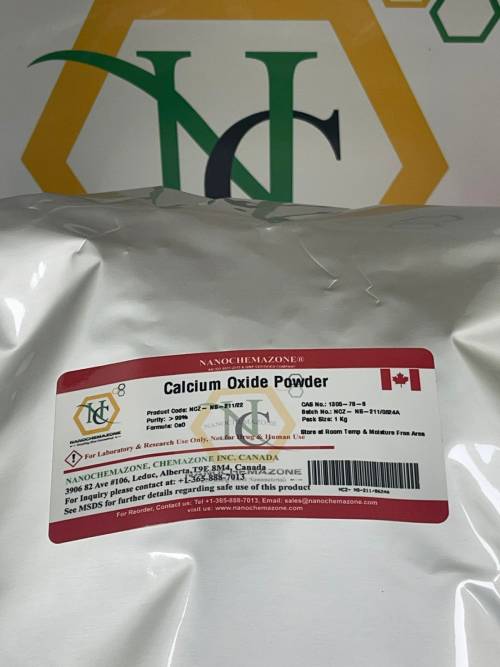 NC
NANOCHEMAZONE®
Calcium Oxide Powder
Product Code: NCZ- NS-211/22
Purity: > 99%
Formula: CaO
CAS No.: 1305-78-8
Pack Size: 1 Kg
Store at Room Temp & Moisture Free Area
NC
NANOCHEMAZONE
For Laboratory & Research Use Only, Not for Drug & Human Use
NANOCHEMAZONE, CHEMAZONE INC, CANADA
3906 82 Ave #106, Leduc, Alberta,T9E 8M4, Canada
For Inquiry please contact at: +1-365-888-7013
See MSDS for further details regarding safe use of this product
For Reorder, Contact us: Tel +1-365-888-7013, Email: sales@nanochemazone.com
visit us: www.nanochemazone.com